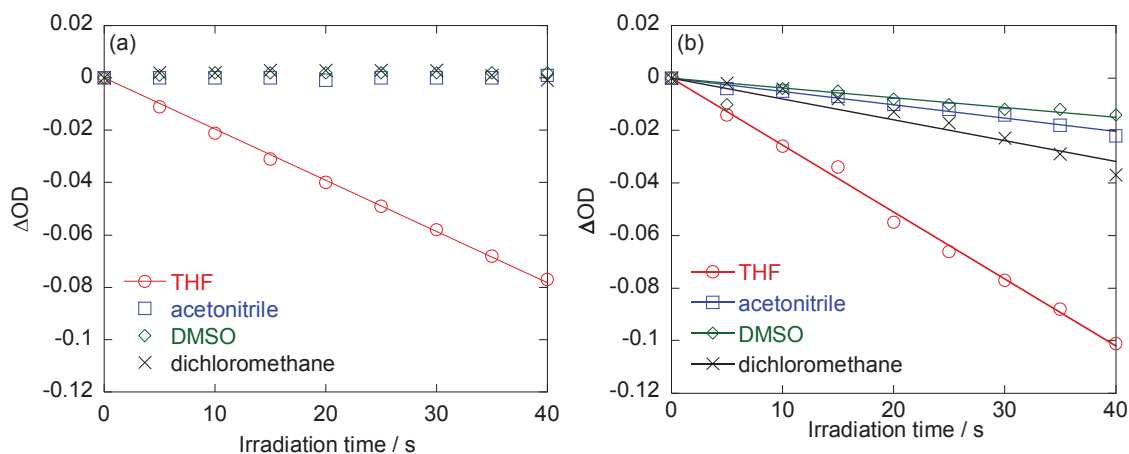 (a)
0.02
0
-0.02
-0.04
-0.06
-0.08
-0.1
-0.12
ΔOD
THF
acetonitrile
DMSO
dichloromethane
0 10 20 30 40
Irradiation time / s
(b)
0.02
0
-0.02
-0.04
-0.06
-0.08
-0.1
-0.12
ΔOD
THF
acetonitrile
DMSO
dichloromethane
0 10 20 30 40
Irradiation time / s